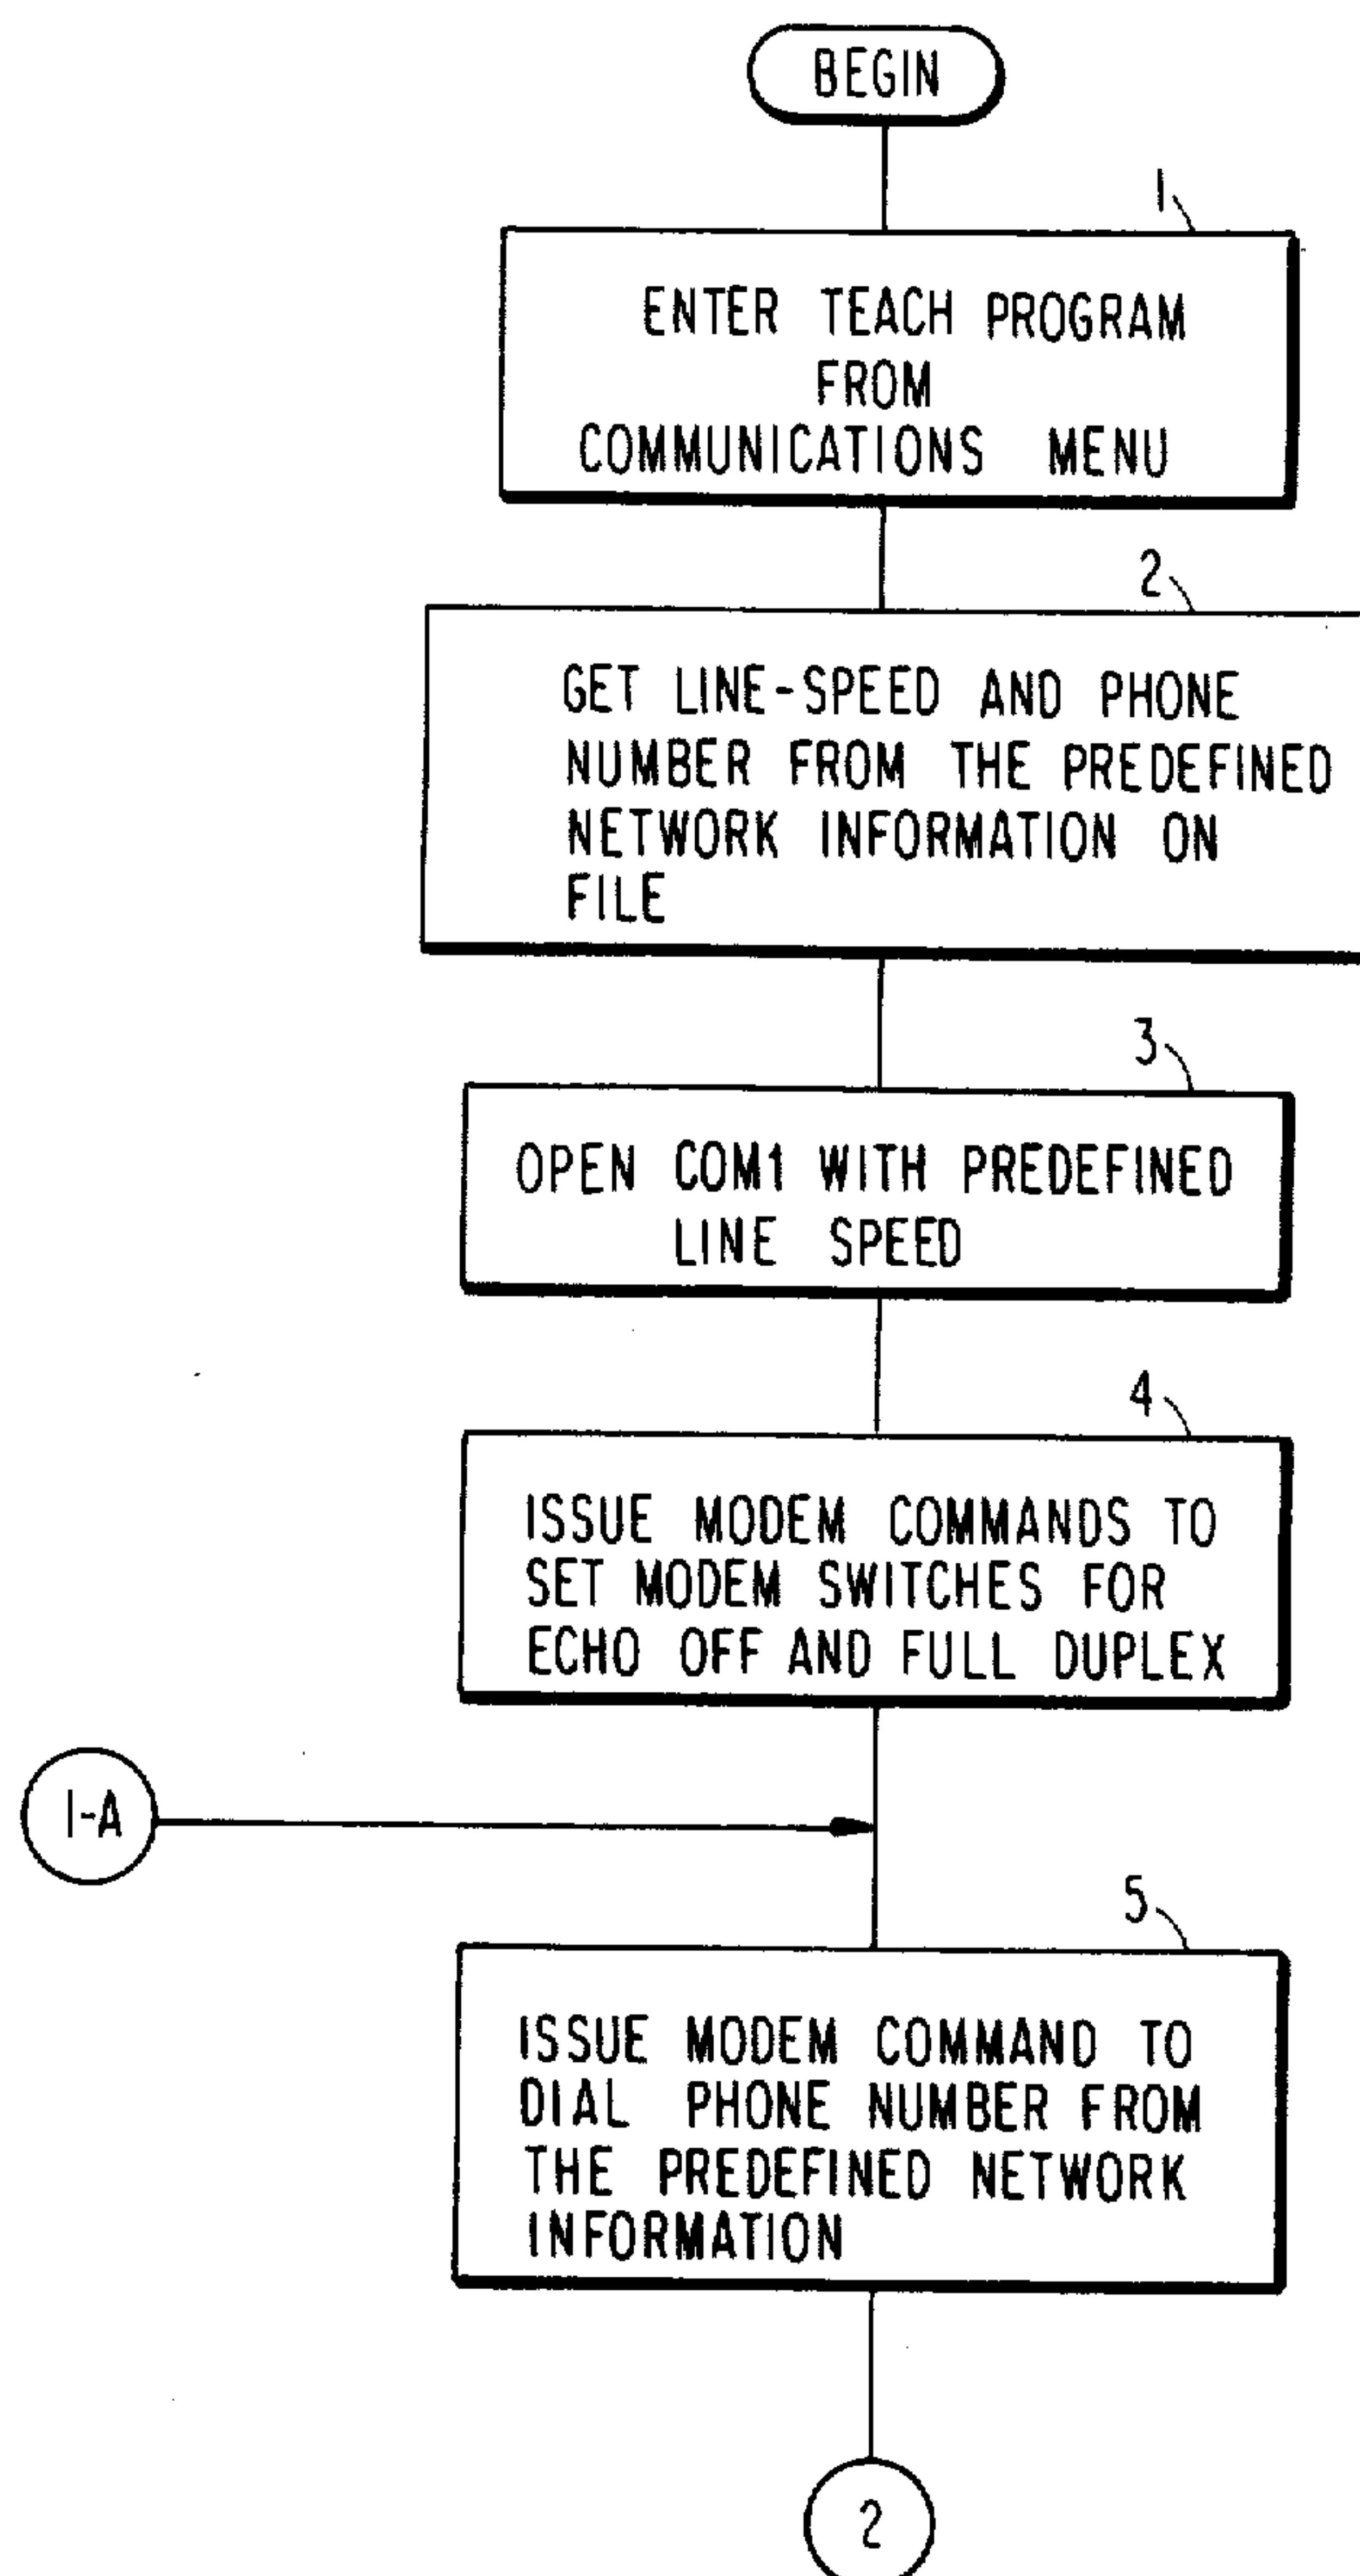 BEGIN
1
ENTER TEACH PROGRAM
FROM
COMMUNICATIONS MENU
2
GET LINE-SPEED AND PHONE
NUMBER FROM THE PREDEFINED
NETWORK INFORMATION ON
FILE
3
OPEN COM1 WITH PREDEFINED
LINE SPEED
4
ISSUE MODEM COMMANDS TO
SET MODEM SWITCHES FOR
ECHO OFF AND FULL DUPLEX
1-A
5
ISSUE MODEM COMMAND TO
DIAL PHONE NUMBER FROM
THE PREDEFINED NETWORK
INFORMATION
2